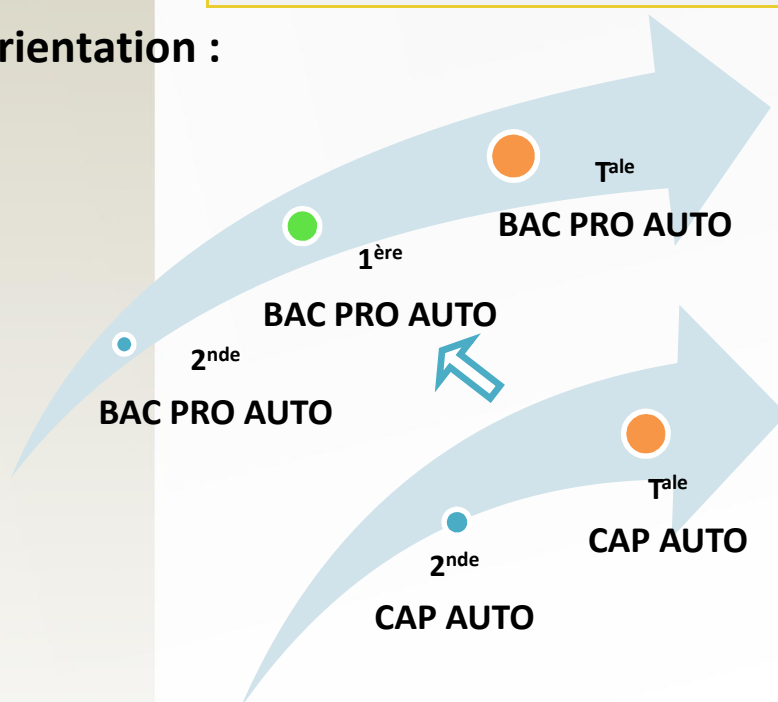 rientation :
Tale
BAC PRO AUTO
1ère
BAC PRO AUTO
2nde
BAC PRO AUTO
Tale
CAP AUTO
2nde
CAP AUTO